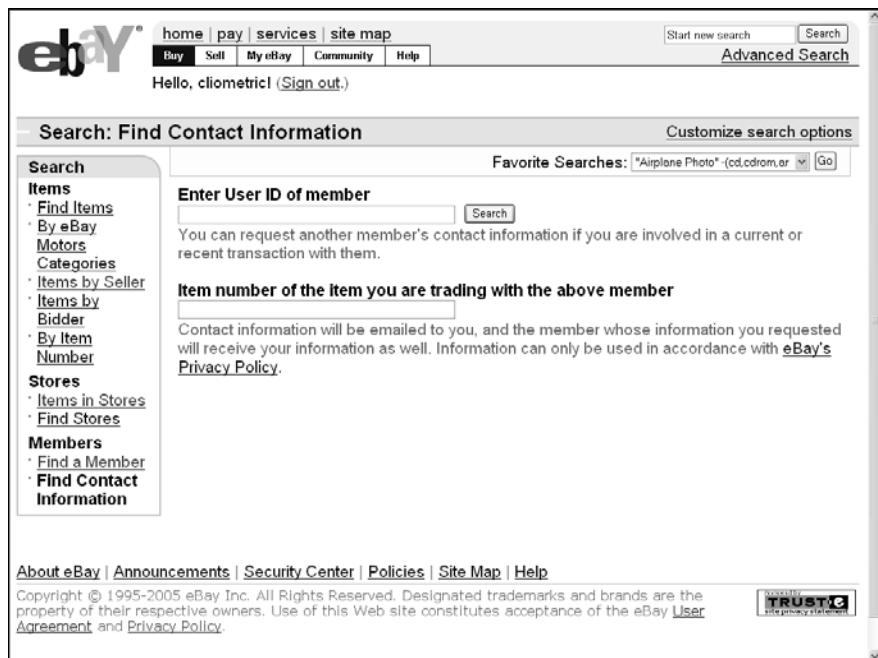 ebaY®
home | pay | services | site map
Start new search Search
Buy Sell My eBay Community Help
Advanced Search
Hello, cliometric! (Sign out.)
Search: Find Contact Information
Customize search options
Favorite Searches: "Airplane Photo" -(cd,cdrom,or Go
Search
Items
· Find Items
· By eBay
Motors
Categories
· Items by Seller
· Items by
Bidder
· By Item
Number
Stores
· Items in Stores
· Find Stores
Members
· Find a Member
· Find Contact
Information
Enter User ID of member
Search
You can request another member's contact information if you are involved in a current or
recent transaction with them.
Item number of the item you are trading with the above member
Contact information will be emailed to you, and the member whose information you requested
will receive your information as well. Information can only be used in accordance with eBay's
Privacy Policy.
About eBay | Announcements | Security Center | Policies | Site Map | Help
Copyright © 1995-2005 eBay Inc. All Rights Reserved. Designated trademarks and brands are the
property of their respective owners. Use of this Web site constitutes acceptance of the eBay User
Agreement and Privacy Policy.
TRUSTe
site privacy statement